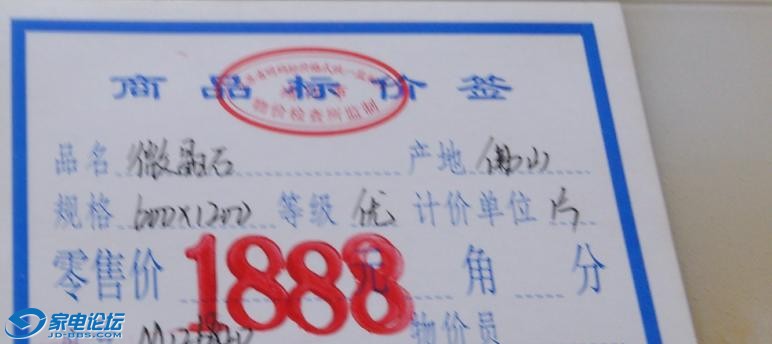 商品标价签
物价检查所监制
品名 微晶石 产地 佛山
规格 600X1200 等级 优 计价单位 片
零售价 1888 元 角 分
物价员
家电论坛
JD-BBS.COM